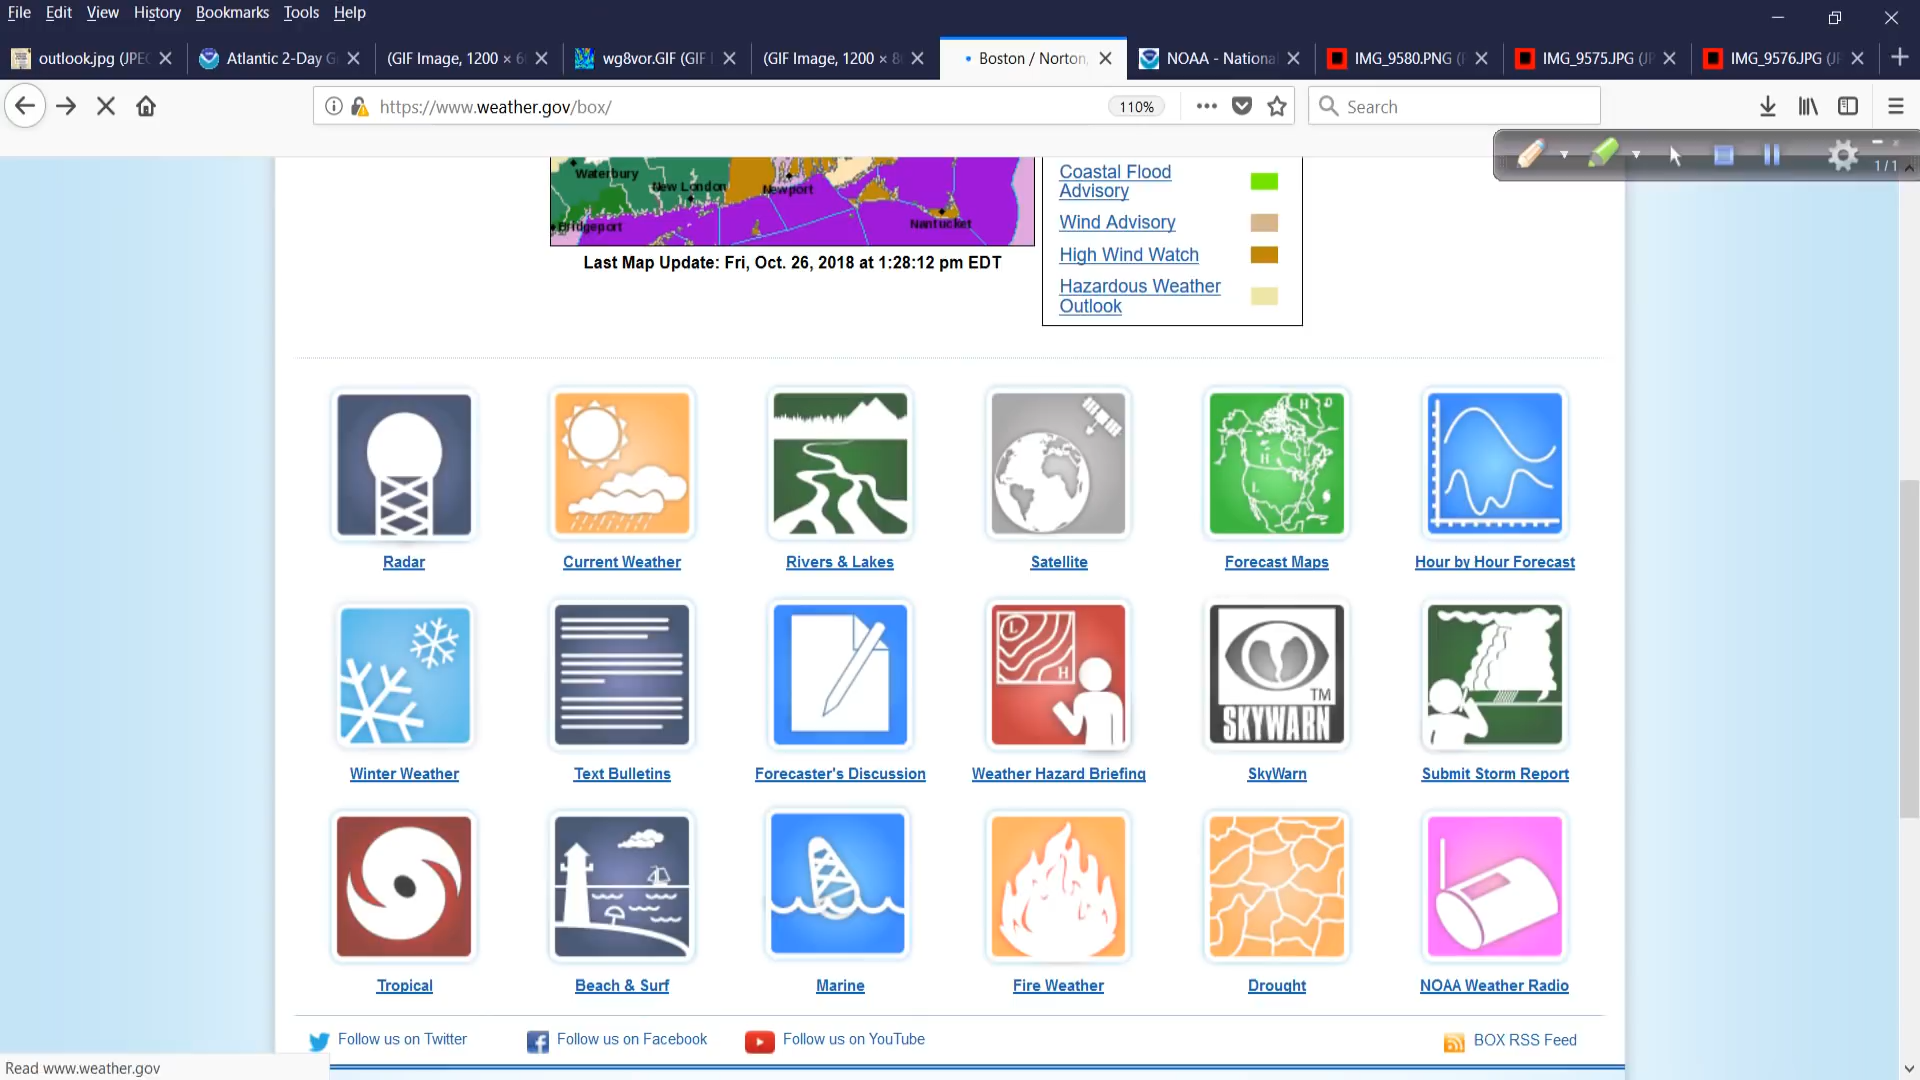 File Edit View History Bookmarks Tools Help
outlook.jpg (JPEG
Atlantic 2-Day G
(GIF Image, 1200 × 6
wg8vor.GIF (GIF I
(GIF Image, 1200 × 8
Boston / Norton,
NOAA - National
IMG_9580.PNG (P
IMG_9575.JPG (JP
IMG_9576.JPG (JP
https://www.weather.gov/box/
110%
Search
1/1
Waterbury
New London
Newport
Bridgeport
Nantucket
Last Map Update: Fri, Oct. 26, 2018 at 1:28:12 pm EDT
Coastal Flood
Advisory
Wind Advisory
High Wind Watch
Hazardous Weather
Outlook
H
H
L
Radar
Current Weather
Rivers & Lakes
Satellite
Forecast Maps
Hour by Hour Forecast
L
H
SKYWARN TM
Winter Weather
Text Bulletins
Forecaster's Discussion
Weather Hazard Briefing
SkyWarn
Submit Storm Report
Tropical
Beach & Surf
Marine
Fire Weather
Drought
NOAA Weather Radio
Follow us on Twitter
Follow us on Facebook
Follow us on YouTube
BOX RSS Feed
Read www.weather.gov